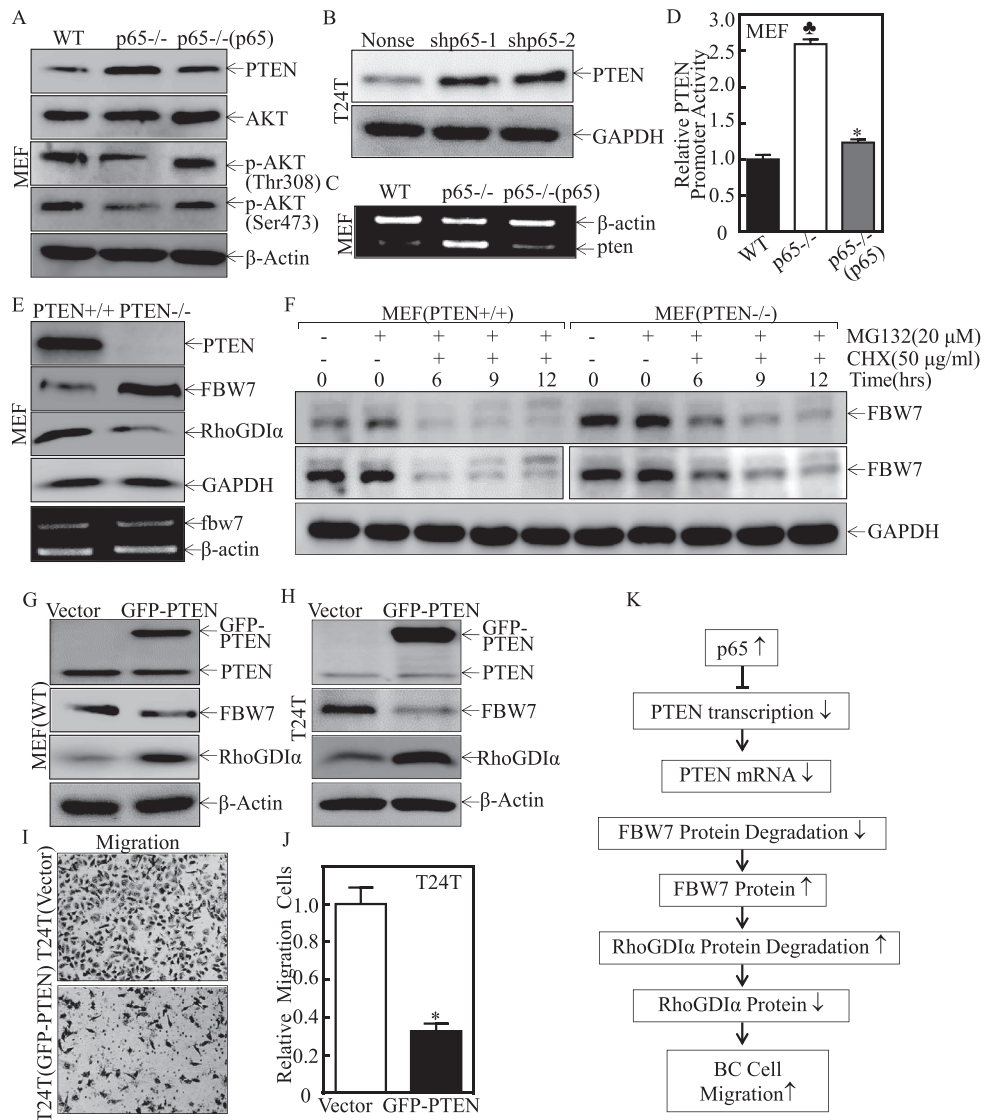 A
WT p65-/- p65-/-(p65)
PTEN
AKT
p-AKT
(Thr308)
p-AKT
(Ser473)
β-Actin
MEF
B
Nonse shp65-1 shp65-2
PTEN
GAPDH
T24T
C
WT p65-/- p65-/-(p65)
β-actin
pten
MEF
D
MEF
♣
*
Relative PTEN
Promoter Activity
3.0
2.5
2.0
1.5
1.0
0.5
0
WT
p65-/-
p65-/-
(p65)
E
PTEN+/+ PTEN-/-
PTEN
FBW7
RhoGDIα
GAPDH
fbw7
β-actin
MEF
F
MEF(PTEN+/+) MEF(PTEN-/-)
- + + + + - + + + + MG132(20 μM)
- - + + + - - + + + CHX(50 μg/ml)
0 0 6 9 12 0 0 6 9 12 Time(hrs)
FBW7
FBW7
GAPDH
G
Vector GFP-PTEN
GFP-
PTEN
PTEN
FBW7
RhoGDIα
β-Actin
MEF(WT)
H
Vector GFP-PTEN
GFP-
PTEN
PTEN
FBW7
RhoGDIα
β-Actin
T24T
I
Migration
T24T(Vector)
T24T(GFP-PTEN)
J
T24T
*
Relative Migration Cells
1.0
0.8
0.6
0.4
0.2
0
Vector GFP-PTEN
K
p65 ↑
PTEN transcription ↓
PTEN mRNA ↓
FBW7 Protein Degradation ↓
FBW7 Protein ↑
RhoGDIα Protein Degradation ↑
RhoGDIα Protein ↓
BC Cell
Migration↑